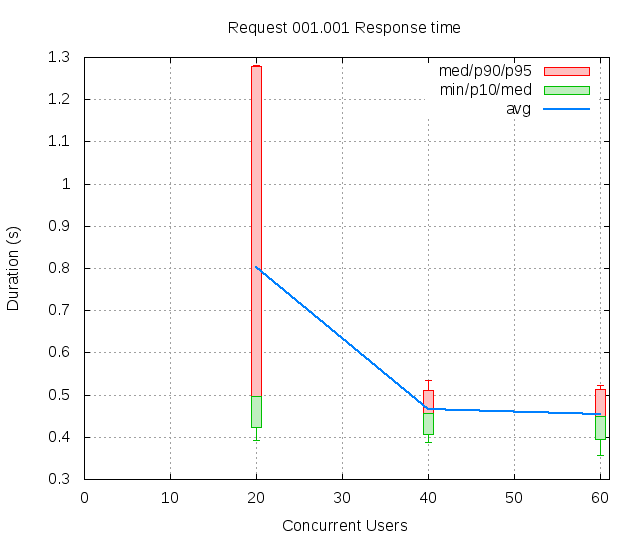 Request 001.001 Response time
med/p90/p95
min/p10/med
avg
1.3
1.2
1.1
1
0.9
0.8
0.7
0.6
0.5
0.4
0.3
Duration (s)
0 10 20 30 40 50 60
Concurrent Users